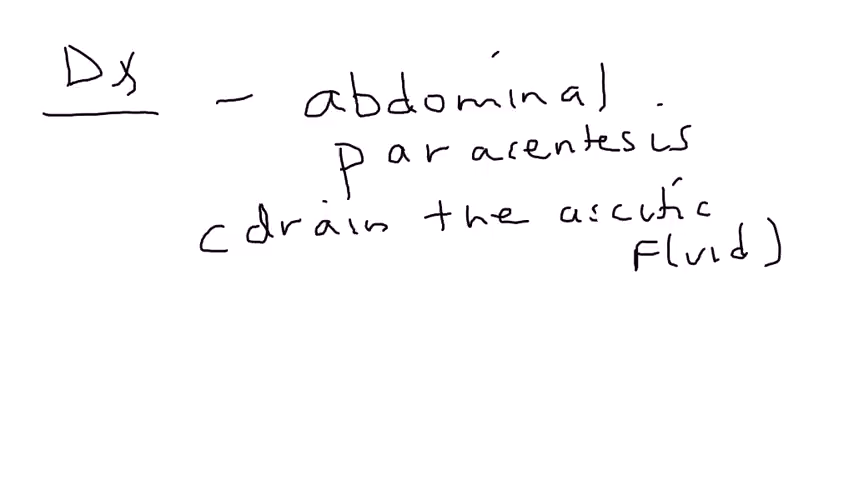 Dx - abdominal
paracentesis
(drain the ascitic
Fluid)